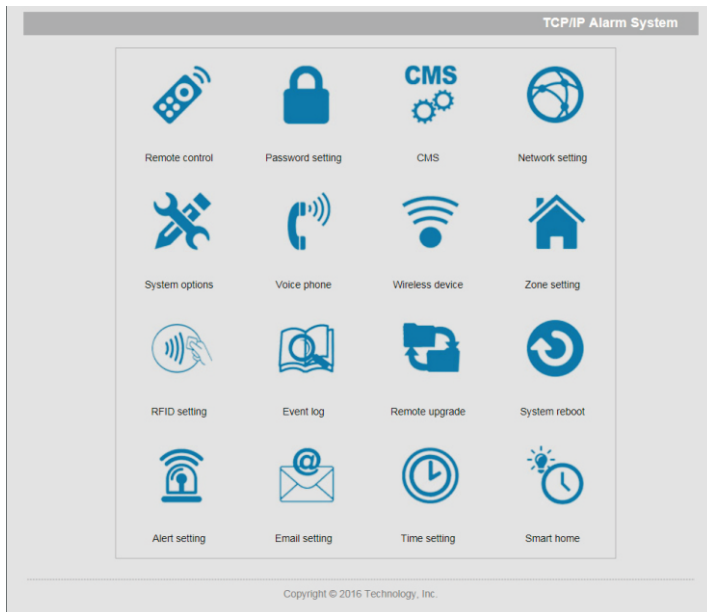 TCP/IP Alarm System
CMS
Remote control Password setting CMS Network setting
System options Voice phone Wireless device Zone setting
@
RFID setting Event log Remote upgrade System reboot
Alert setting Email setting Time setting Smart home
Copyright © 2016 Technology, Inc.